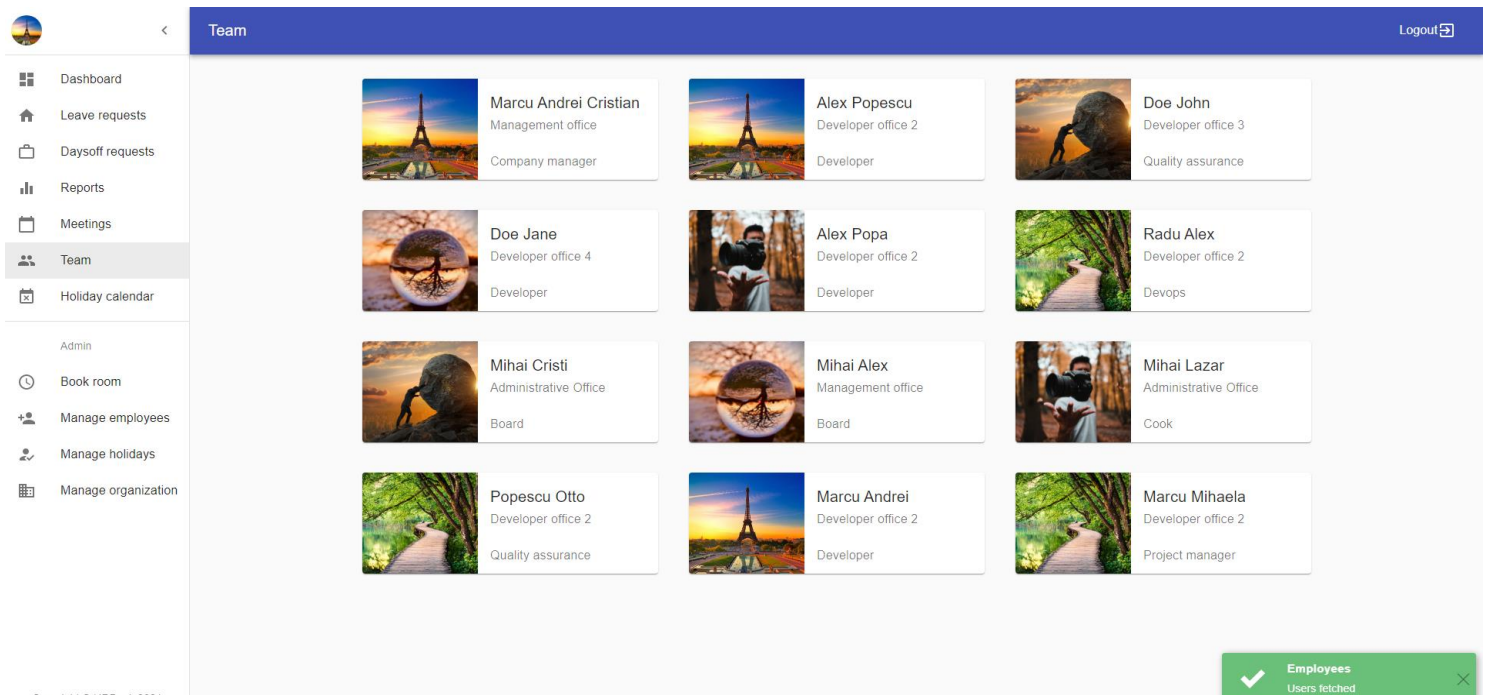 Team
Logout
Dashboard
Leave requests
Daysoff requests
Reports
Meetings
Team
Holiday calendar
Admin
Book room
Manage employees
Manage holidays
Manage organization
Marcu Andrei Cristian
Management office
Company manager
Alex Popescu
Developer office 2
Developer
Doe John
Developer office 3
Quality assurance
Doe Jane
Developer office 4
Developer
Alex Popa
Developer office 2
Developer
Radu Alex
Developer office 2
Devops
Mihai Cristi
Administrative Office
Board
Mihai Alex
Management office
Board
Mihai Lazar
Administrative Office
Cook
Popescu Otto
Developer office 2
Quality assurance
Marcu Andrei
Developer office 2
Developer
Marcu Mihaela
Developer office 2
Project manager
Employees
Users fetched